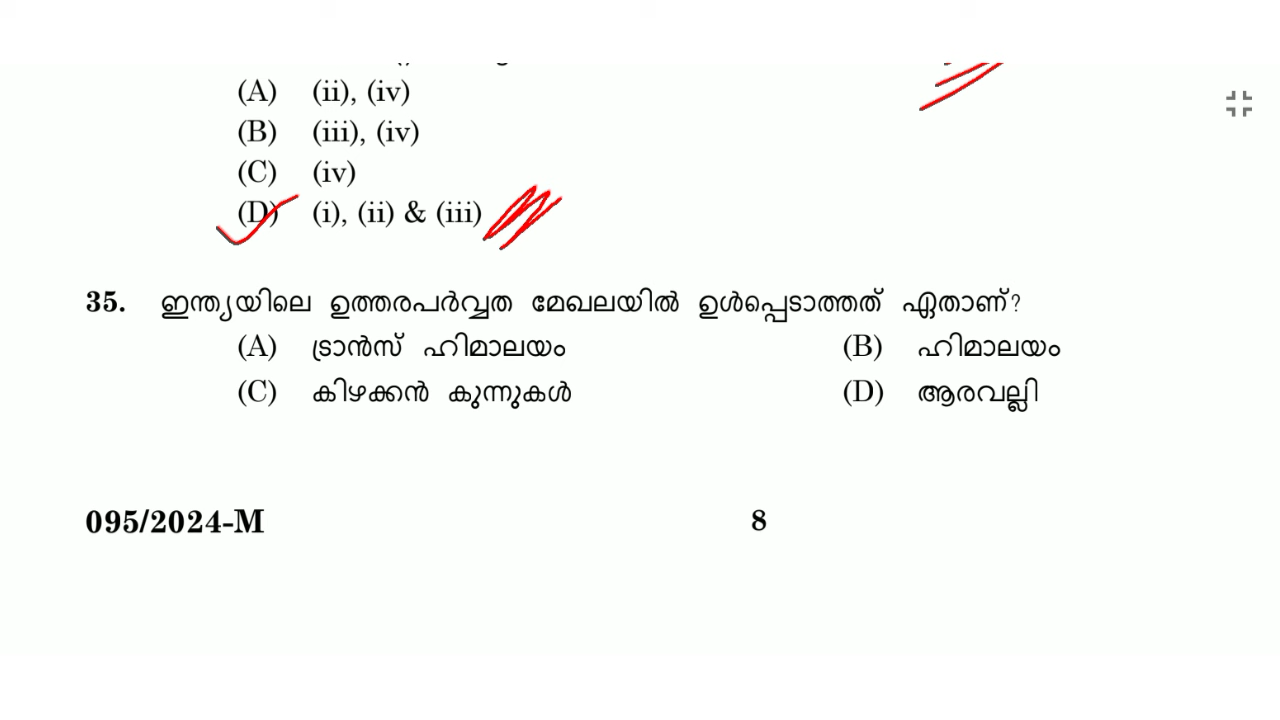 (A) (ii), (iv)
(B) (iii), (iv)
(C) (iv)
(D) (i), (ii) & (iii)
35. ഇന്ത്യയിലെ ഉത്തരപർവ്വത മേഖലയിൽ ഉൾപ്പെടാത്തത് ഏതാണ്?
(A) ട്രാൻസ് ഹിമാലയം (B) ഹിമാലയം
(C) കിഴക്കൻ കുന്നുകൾ (D) ആരവല്ലി
095/2024-M 8